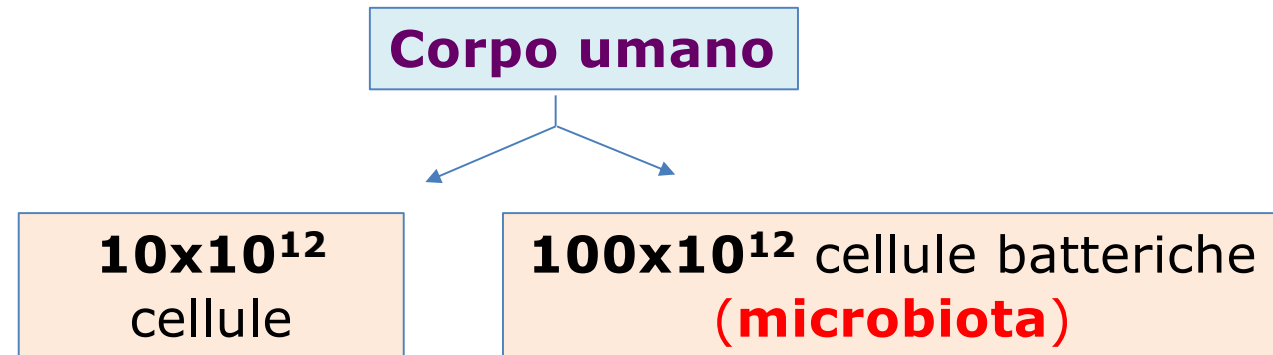 Corpo umano
10x10¹²
cellule
100x10¹² cellule batteriche
(microbiota)